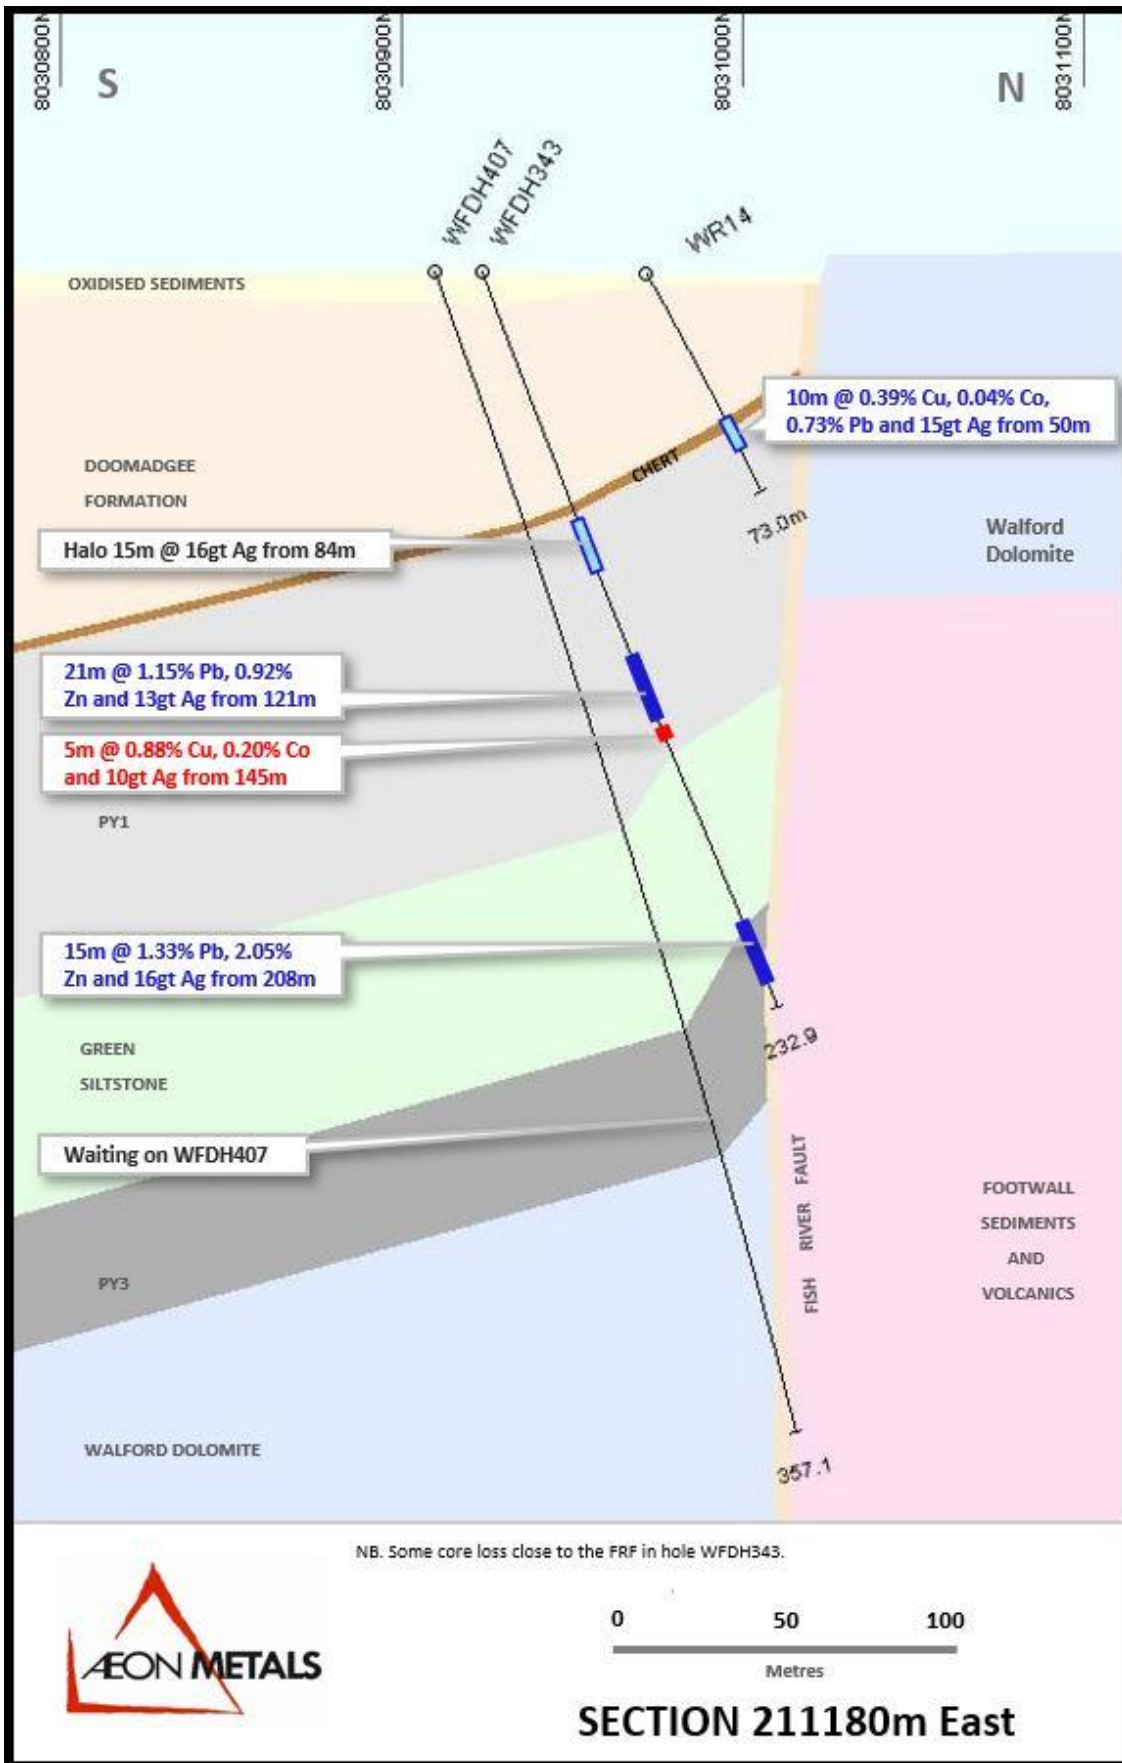 8030800N
8030900N
8031000N
8031100N
S
N
WFDH407
WFDH343
WR14
OXIDISED SEDIMENTS
10m @ 0.39% Cu, 0.04% Co,
0.73% Pb and 15gt Ag from 50m
CHERT
DOOMADGEE
FORMATION
73.0m
Walford
Dolomite
Halo 15m @ 16gt Ag from 84m
21m @ 1.15% Pb, 0.92%
Zn and 13gt Ag from 121m
5m @ 0.88% Cu, 0.20% Co
and 10gt Ag from 145m
PY1
15m @ 1.33% Pb, 2.05%
Zn and 16gt Ag from 208m
232.9
GREEN
SILTSTONE
Waiting on WFDH407
FISH RIVER FAULT
FOOTWALL
SEDIMENTS
AND
VOLCANICS
PY3
WALFORD DOLOMITE
357.1
NB. Some core loss close to the FRF in hole WFDH343.
ÆON METALS
0 50 100
Metres
SECTION 211180m East